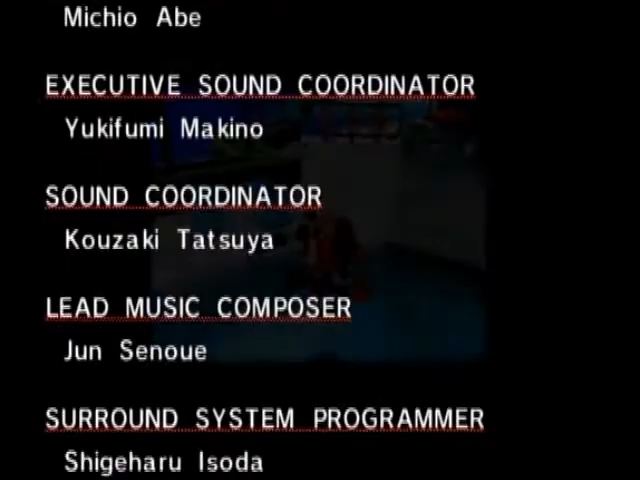 Michio Abe
EXECUTIVE SOUND COORDINATOR
Yukifumi Makino
SOUND COORDINATOR
Kouzaki Tatsuya
LEAD MUSIC COMPOSER
Jun Senoue
SURROUND SYSTEM PROGRAMMER
Shigeharu Isoda